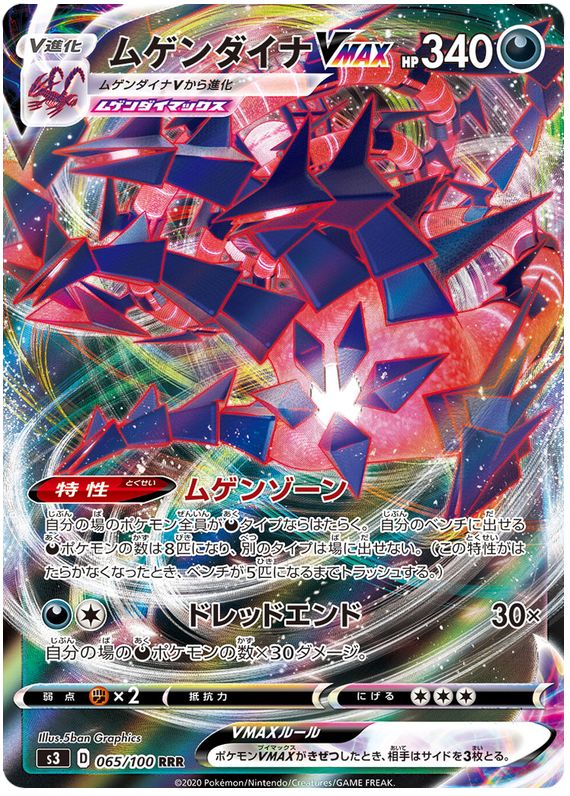 V進化
ムゲンダイナVMAX HP340
ムゲンダイナVから進化
ムゲンダイマックス
特性 とくせい ムゲンゾーン
自分の場のポケモン全員がタイプならはたらく。自分のベンチに出せる
ポケモンの数は8匹になり、別のタイプは場に出せない。（この特性がは
たらかなくなったとき、ベンチが5匹になるまでトラッシュする。）
ドレッドエンド 30×
自分の場のポケモンの数×30ダメージ。
弱点 ×2 抵抗力 にげる
Illus.5ban Graphics
VMAXルール
s3 D 065/100 RRR
ポケモンVMAXがきぜつしたとき、相手はサイドを3枚とる。
©2020 Pokémon/Nintendo/Creatures/GAME FREAK.